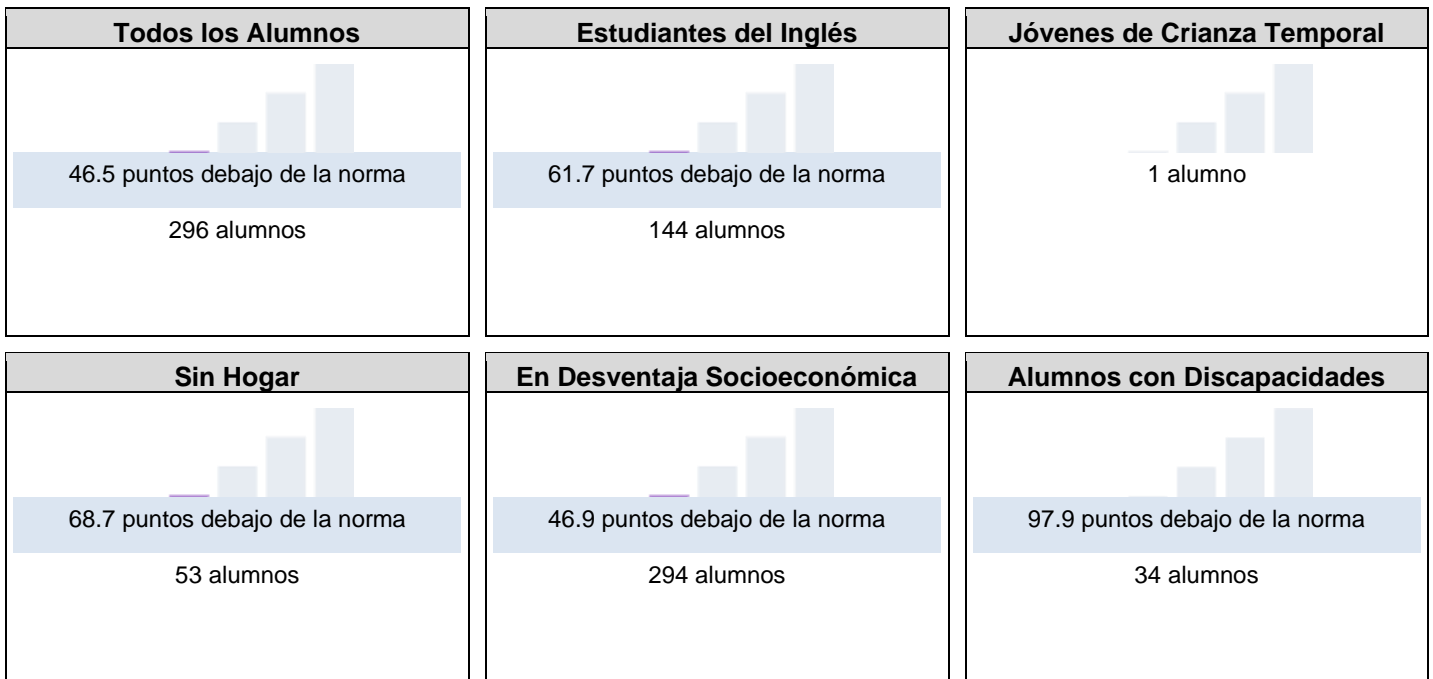 Todos los Alumnos
46.5 puntos debajo de la norma
296 alumnos
Estudiantes del Inglés
61.7 puntos debajo de la norma
144 alumnos
Jóvenes de Crianza Temporal
1 alumno
Sin Hogar
68.7 puntos debajo de la norma
53 alumnos
En Desventaja Socioeconómica
46.9 puntos debajo de la norma
294 alumnos
Alumnos con Discapacidades
97.9 puntos debajo de la norma
34 alumnos